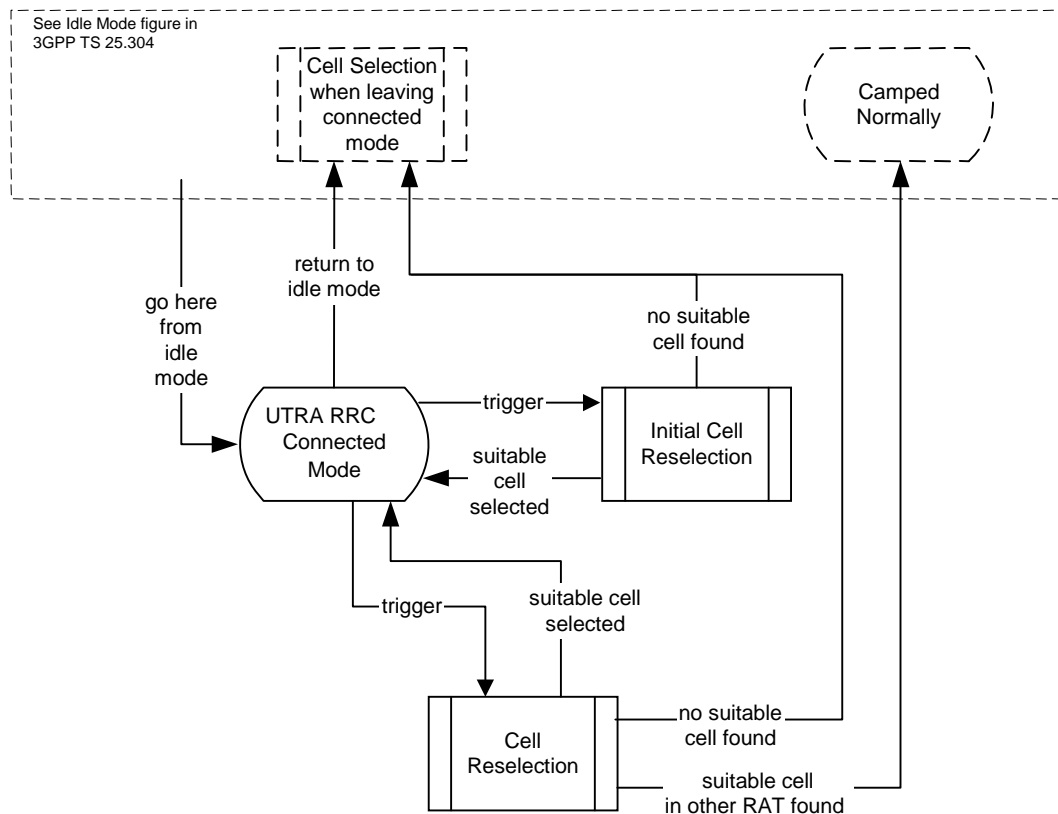 See Idle Mode figure in
3GPP TS 25.304
Cell Selection
when leaving
connected
mode
Camped
Normally
go here
from
idle
mode
return to
idle mode
no suitable
cell found
UTRA RRC
Connected
Mode
trigger
Initial Cell
Reselection
suitable
cell
selected
trigger
suitable cell
selected
Cell
Reselection
no suitable
cell found
suitable cell
in other RAT found